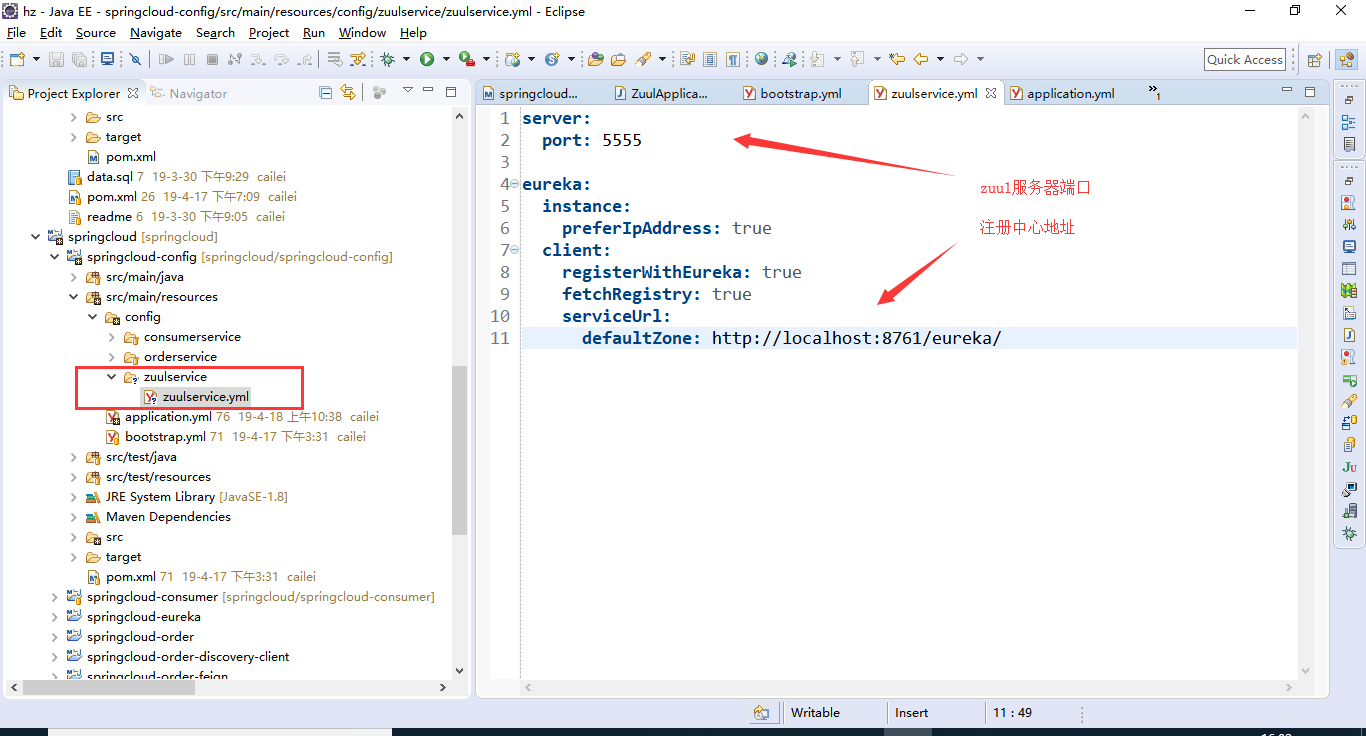 hz - Java EE - springcloud-config/src/main/resources/config/zuulservice/zuulservice.yml - Eclipse
File Edit Source Navigate Search Project Run Window Help
Quick Access
Project Explorer Navigator
src
target
pom.xml
data.sql 7 19-3-30 下午9:29 cailei
pom.xml 26 19-4-17 下午7:09 cailei
readme 6 19-3-30 下午9:05 cailei
springcloud [springcloud]
springcloud-config [springcloud/springcloud-config]
src/main/java
src/main/resources
config
consumerservice
orderservice
zuulservice
zuulservice.yml
application.yml 76 19-4-18 上午10:38 cailei
bootstrap.yml 71 19-4-17 下午3:31 cailei
src/test/java
src/test/resources
JRE System Library [JavaSE-1.8]
Maven Dependencies
src
target
pom.xml 71 19-4-17 下午3:31 cailei
springcloud-consumer [springcloud/springcloud-consumer]
springcloud-eureka
springcloud-order
springcloud-order-discovery-client
springcloud-order-feign
springcloud... ZuulApplica... bootstrap.yml zuulservice.yml application.yml »1
1 server:
2 port: 5555
3
4 eureka:
5 instance:
6 preferIpAddress: true
7 client:
8 registerWithEureka: true
9 fetchRegistry: true
10 serviceUrl:
11 defaultZone: http://localhost:8761/eureka/
zuul服务器端口
注册中心地址
Writable Insert 11 : 49